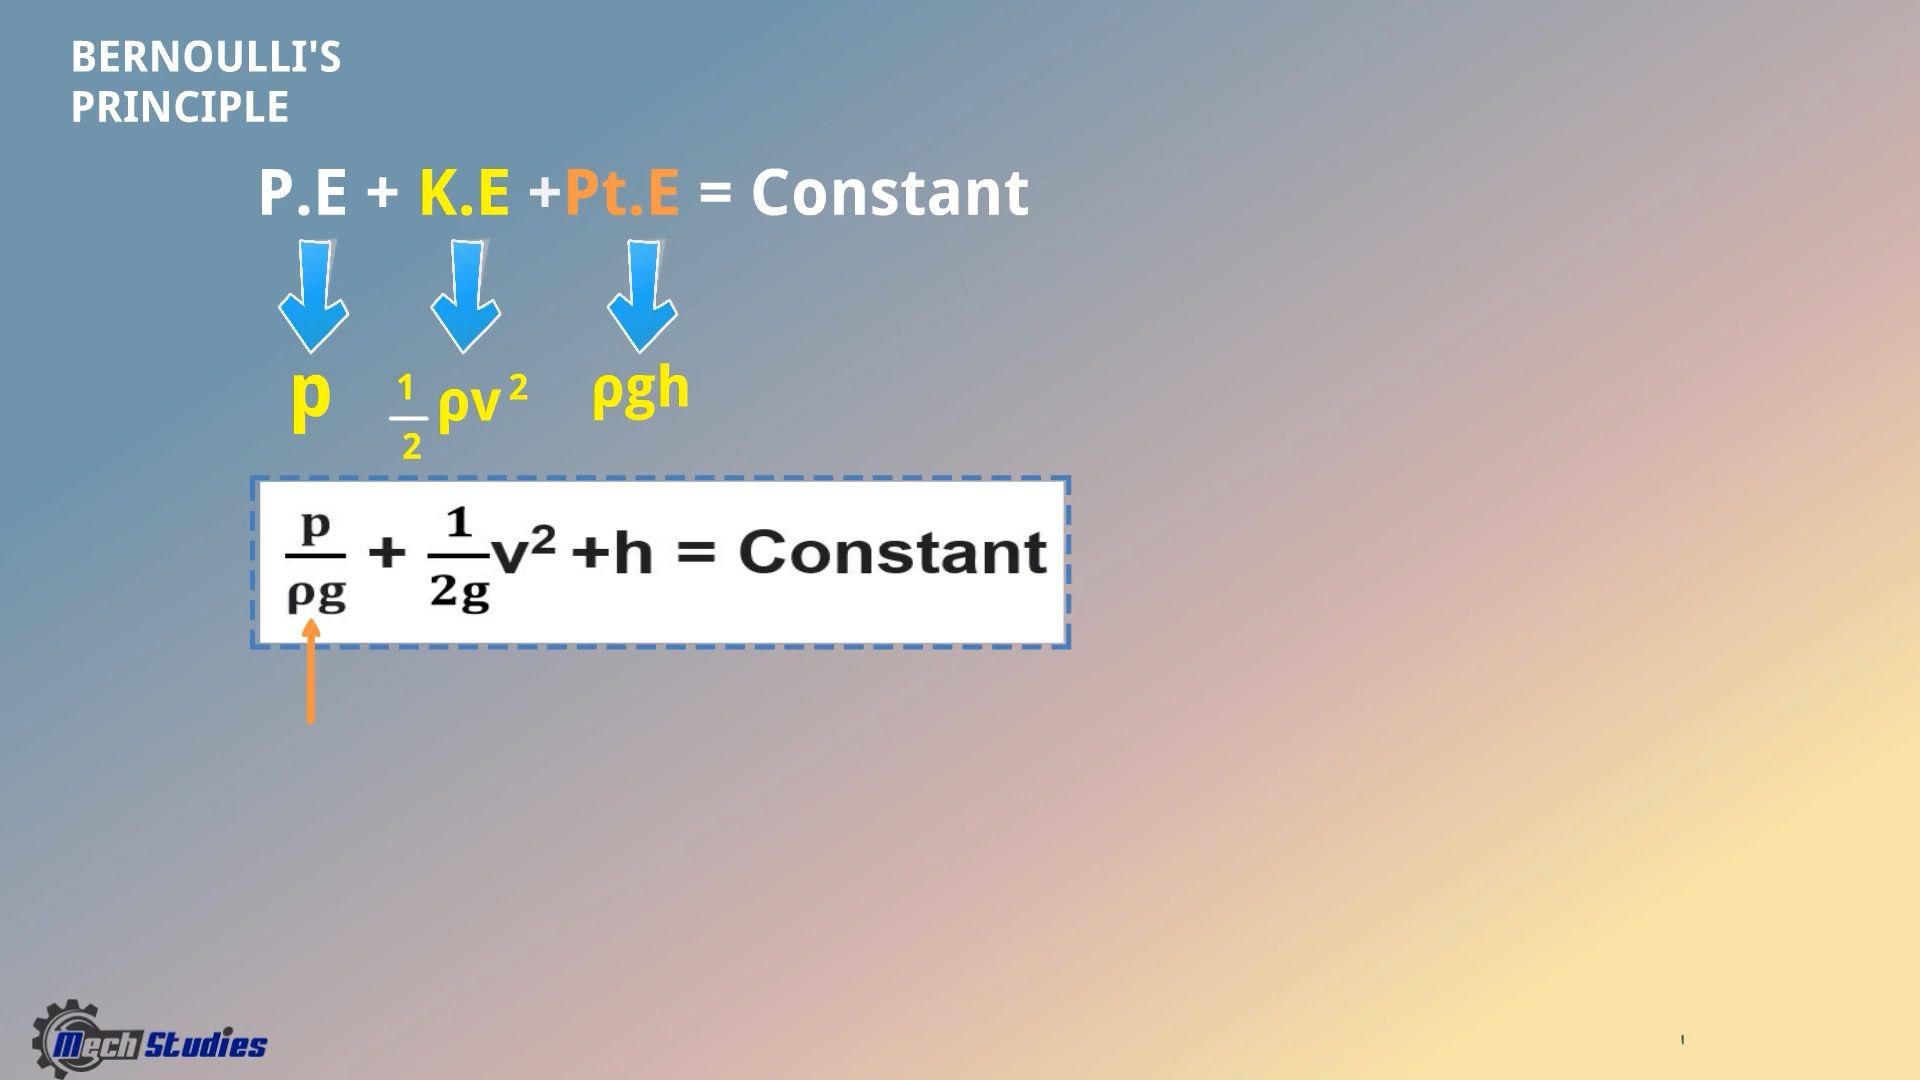 BERNOULLI'S
PRINCIPLE
P.E + K.E +Pt.E = Constant
p 1/2 ρv² ρgh
p/ρg + 1/2g v² +h = Constant
Mech Studies